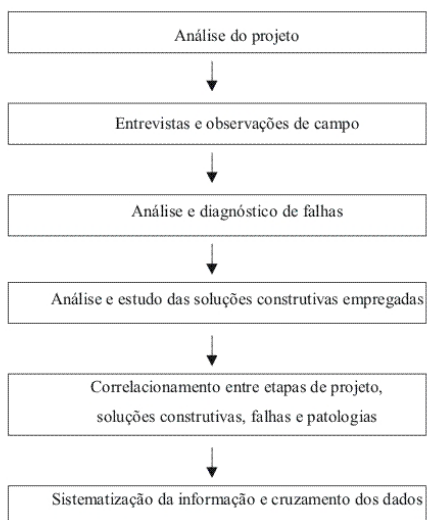 Análise do projeto
Entrevistas e observações de campo
Análise e diagnóstico de falhas
Análise e estudo das soluções construtivas empregadas
Correlacionamento entre etapas de projeto,
soluções construtivas, falhas e patologias
Sistematização da informação e cruzamento dos dados